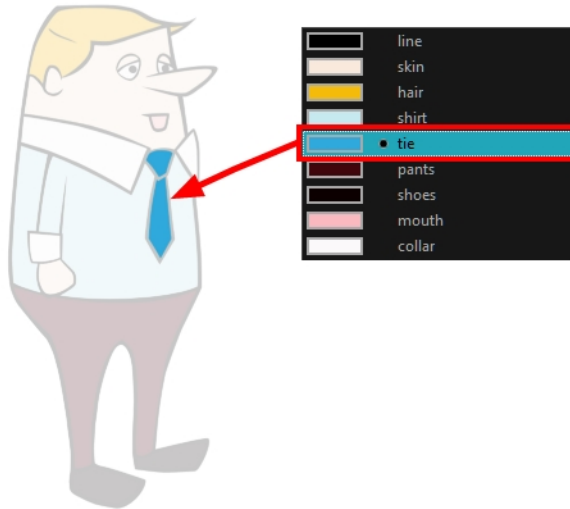 line
skin
hair
shirt
tie
pants
shoes
mouth
collar